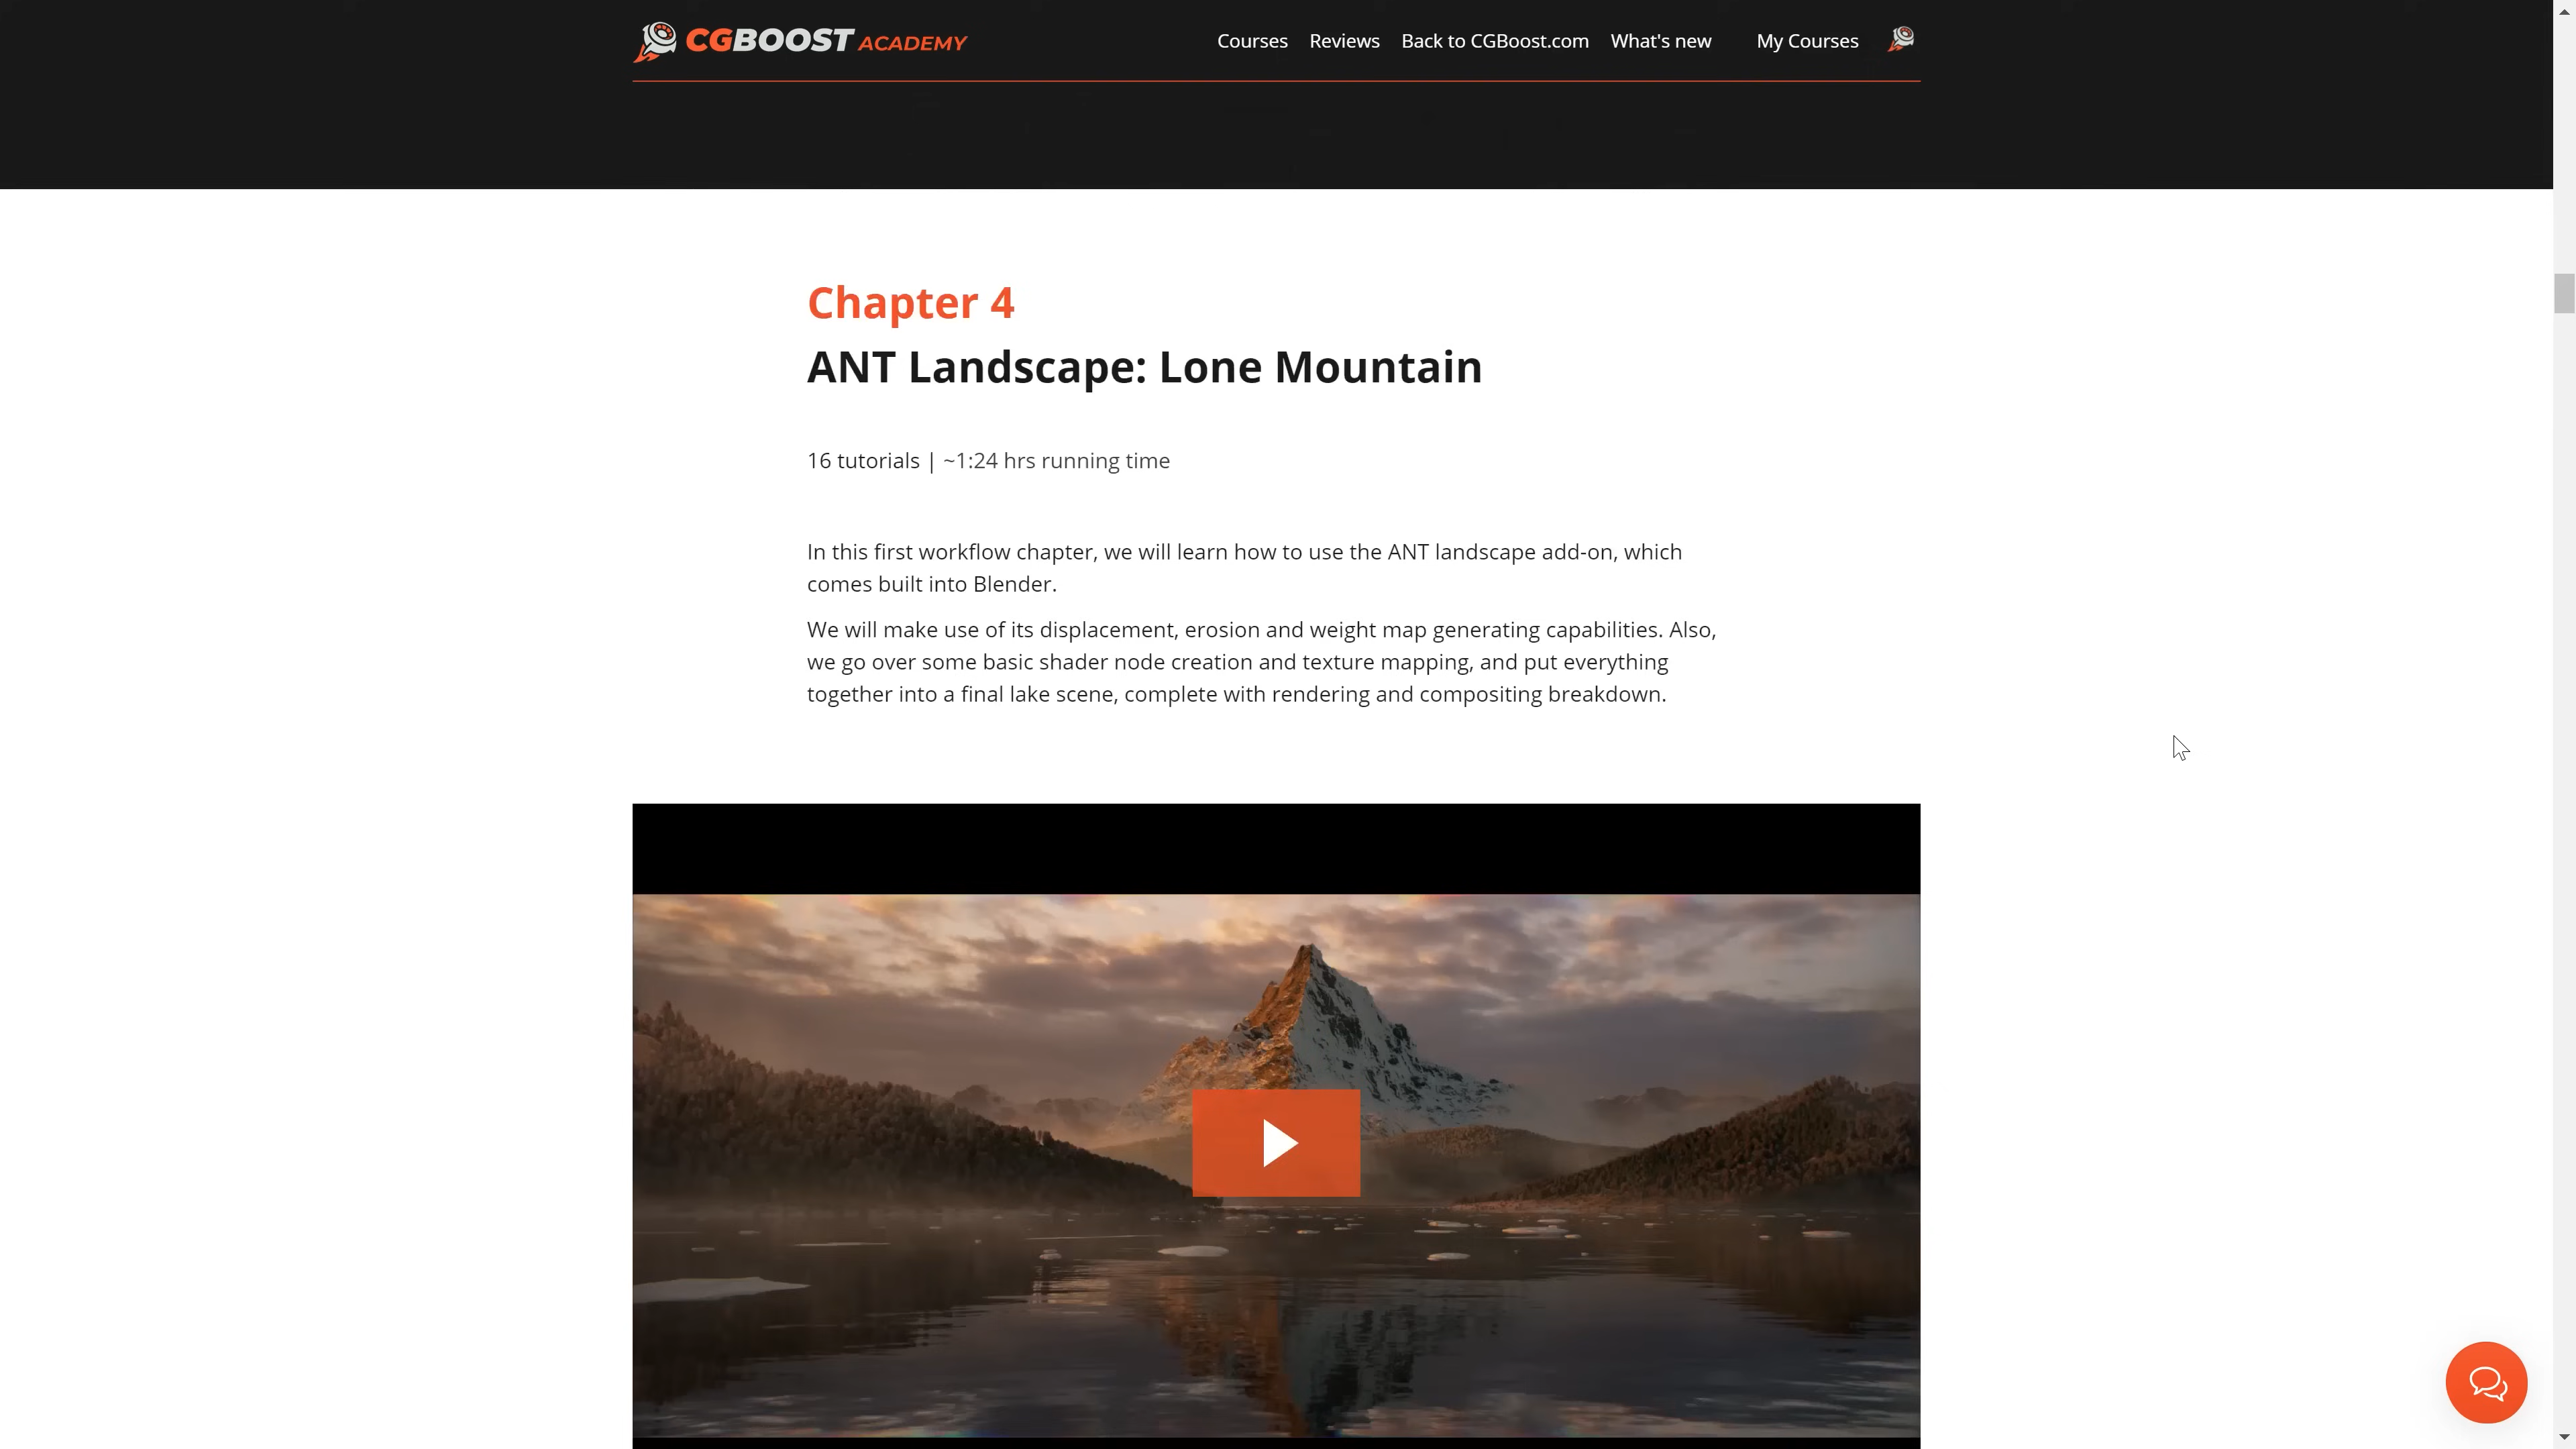 CGBOOST ACADEMY
Courses Reviews Back to CGBoost.com What's new My Courses
Chapter 4
ANT Landscape: Lone Mountain
16 tutorials | ~1:24 hrs running time
In this first workflow chapter, we will learn how to use the ANT landscape add-on, which
comes built into Blender.
We will make use of its displacement, erosion and weight map generating capabilities. Also,
we go over some basic shader node creation and texture mapping, and put everything
together into a final lake scene, complete with rendering and compositing breakdown.